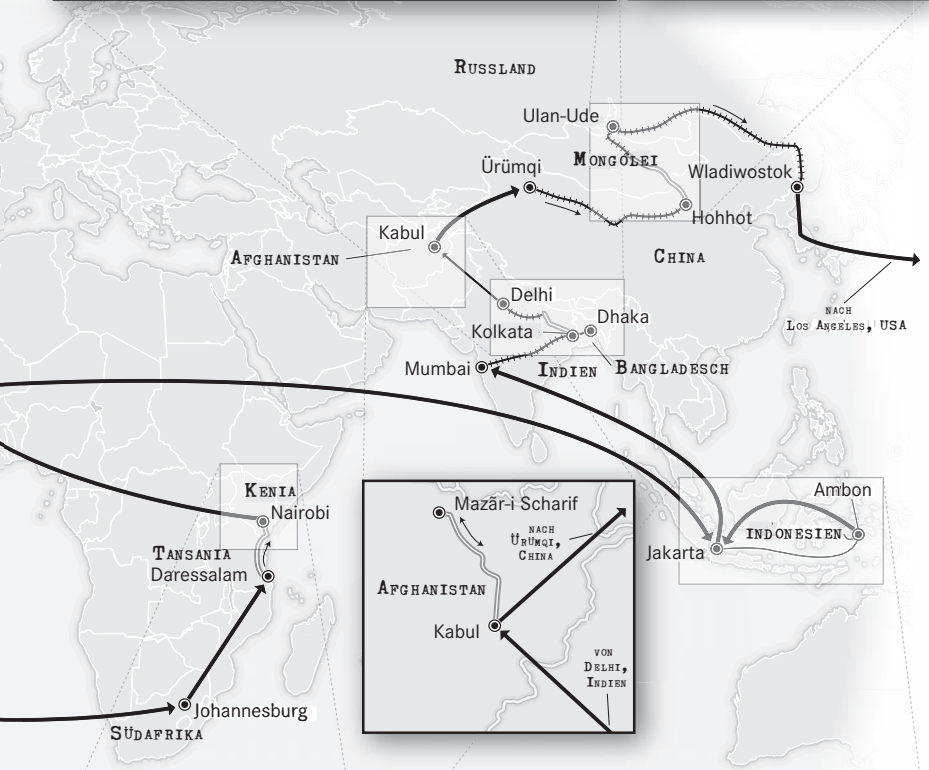 RUSSLAND
Ulan-Ude
MONGOLEI
Ürümqi
Wladiwostok
Hohhot
Kabul
AFGHANISTAN
CHINA
Delhi
Dhaka
Kolkata
NACH
LOS ANGELES, USA
Mumbai
INDIEN
BANGLADESCH
KENIA
Nairobi
Ambon
INDONESIEN
Jakarta
TANSANIA
Daressalam
Johannesburg
SÜDAFRIKA
Mazãr-i Scharif
NACH
ÜRÜMQI,
CHINA
AFGHANISTAN
Kabul
VON
DELHI,
INDIEN